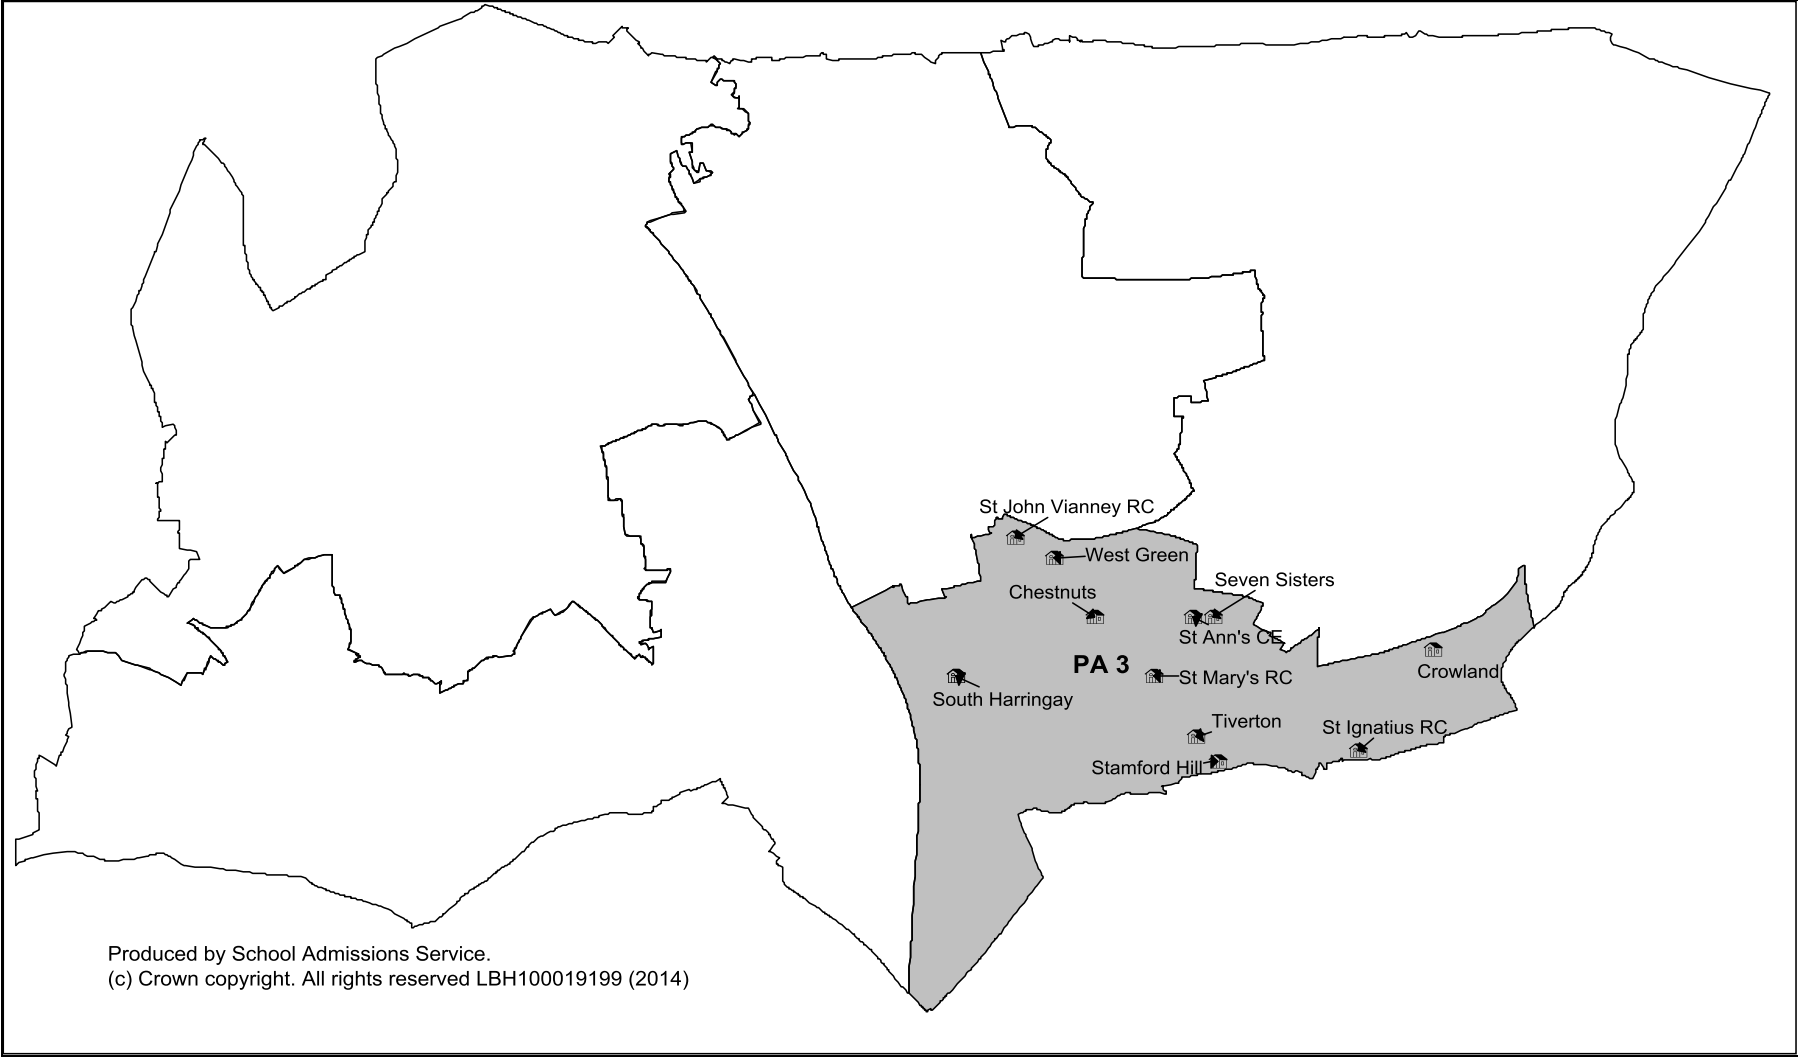 St John Vianney RC
West Green
Seven Sisters
Chestnuts
St Ann's CE
PA 3
Crowland
St Mary's RC
South Harringay
Tiverton
St Ignatius RC
Stamford Hill
Produced by School Admissions Service.
(c) Crown copyright. All rights reserved LBH100019199 (2014)